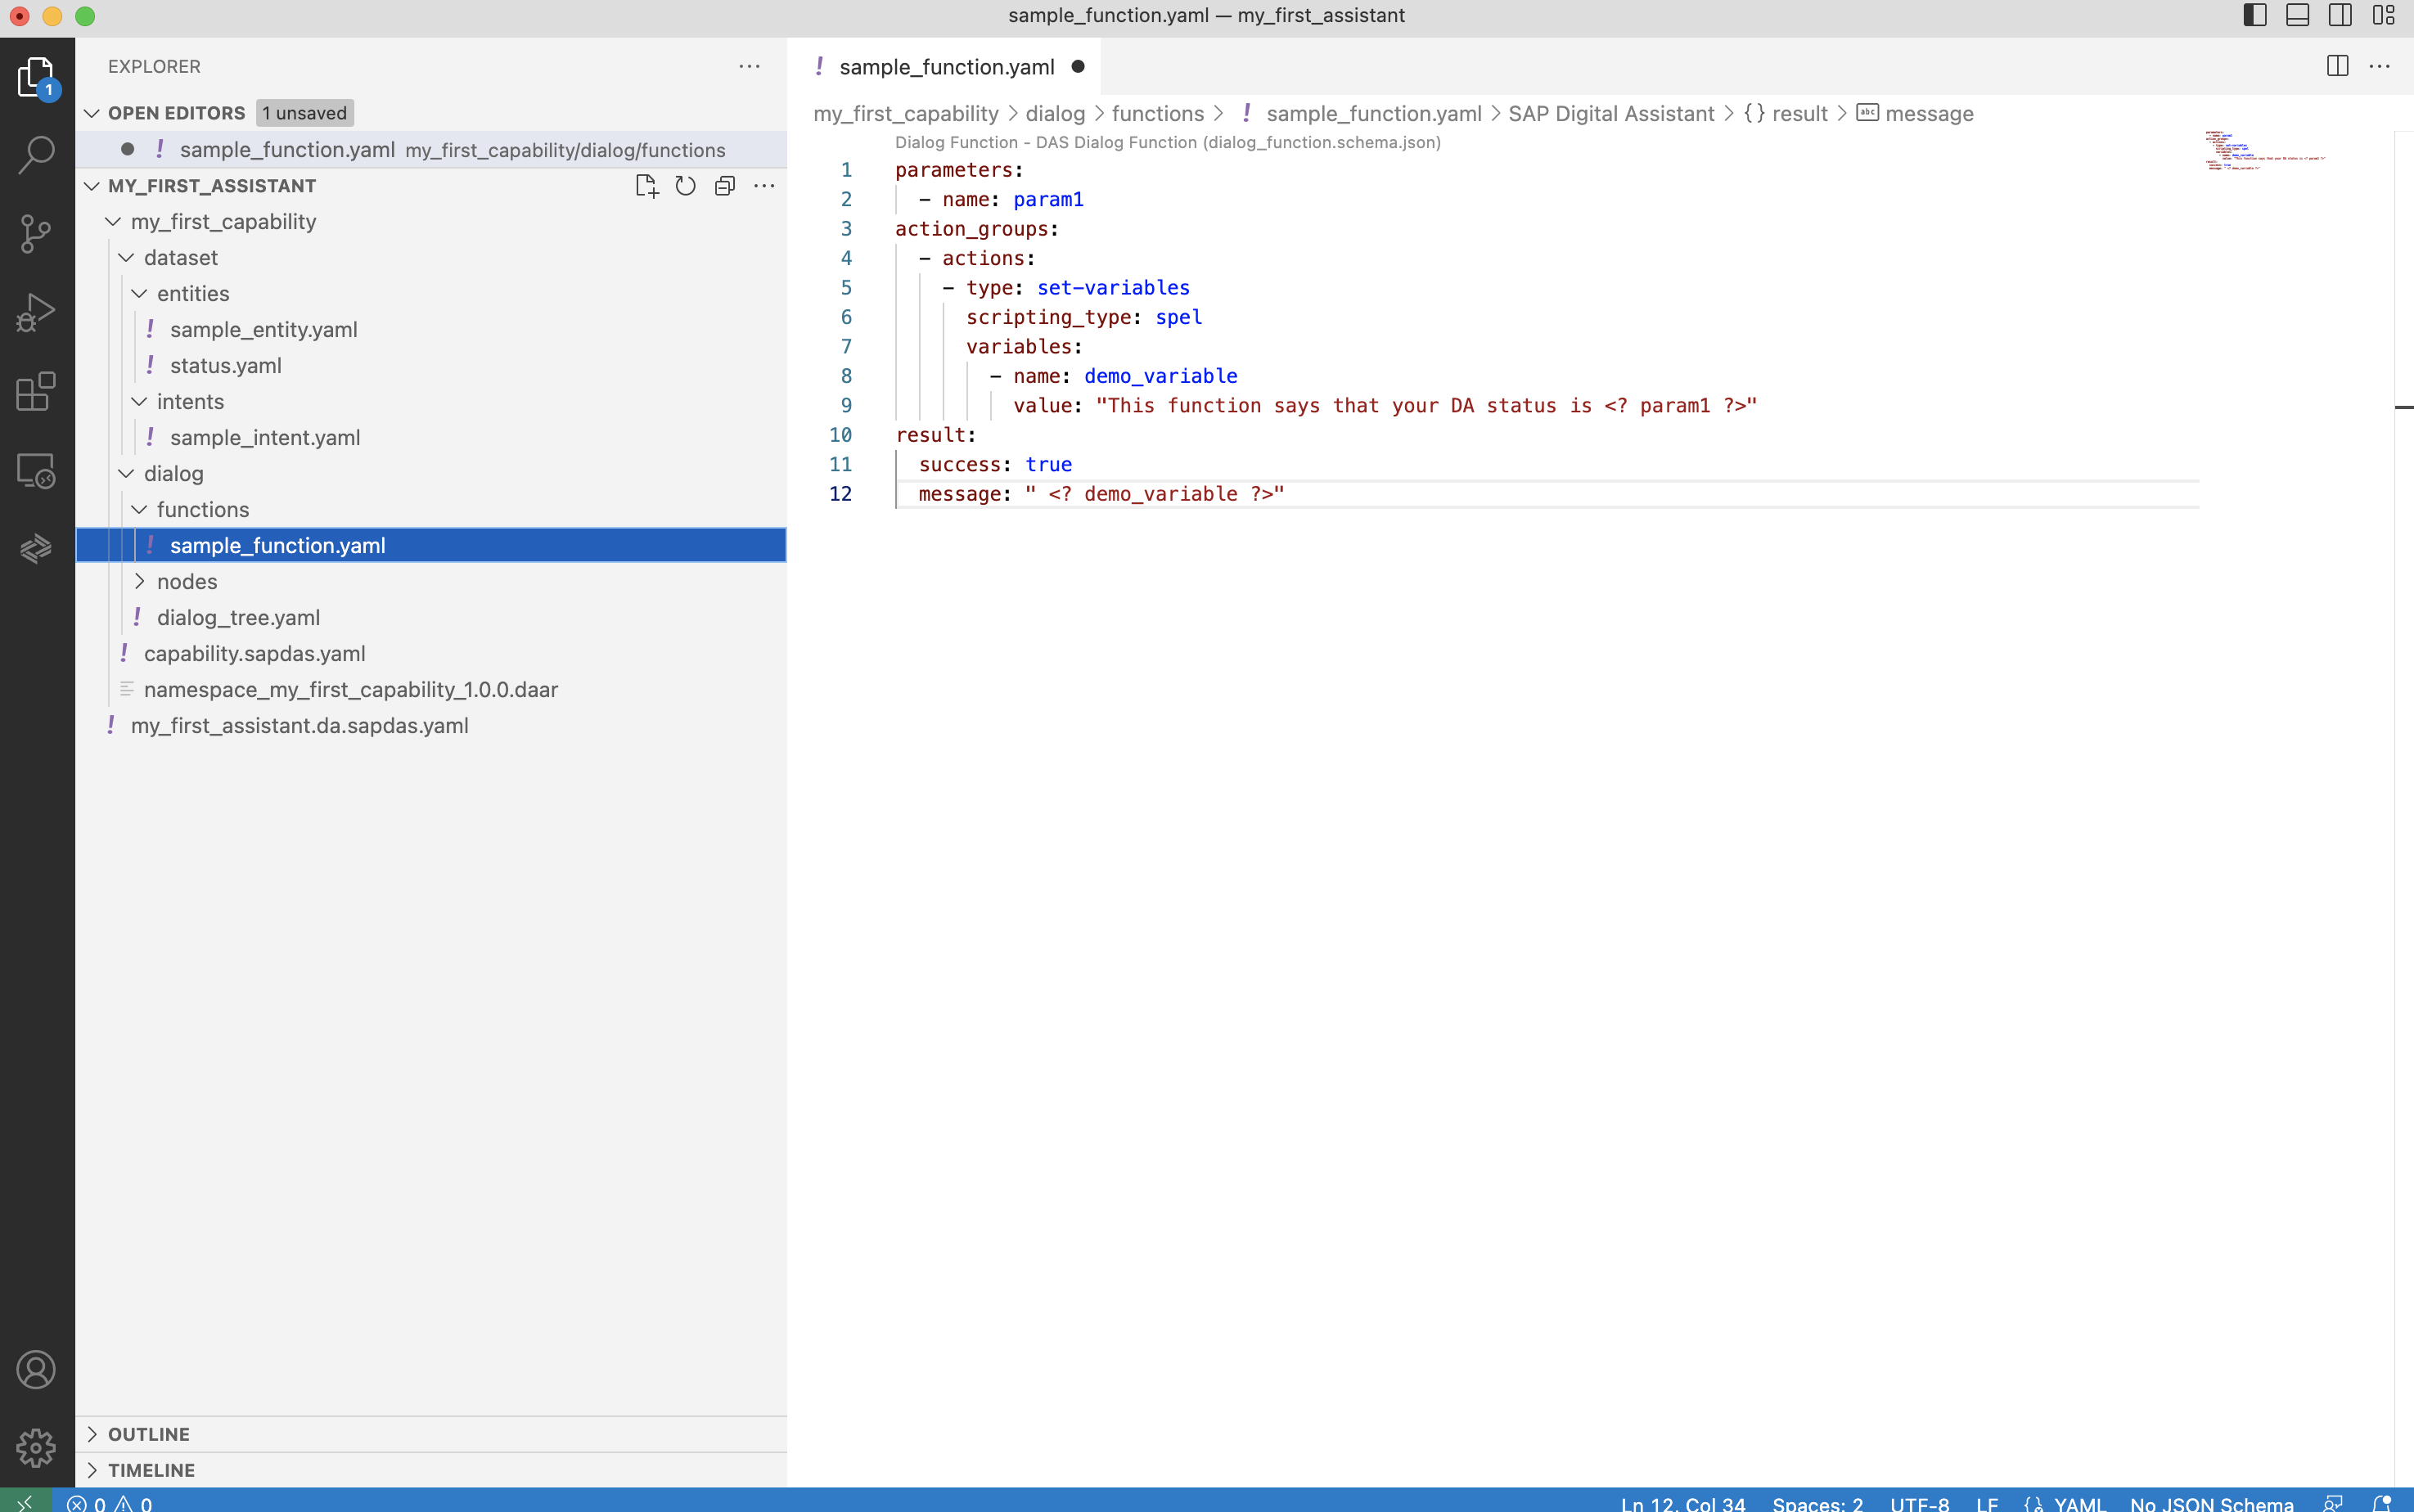 sample_function.yaml — my_first_assistant
EXPLORER
OPEN EDITORS 1 unsaved
sample_function.yaml my_first_capability/dialog/functions
MY_FIRST_ASSISTANT
my_first_capability
dataset
entities
! sample_entity.yaml
! status.yaml
intents
! sample_intent.yaml
dialog
functions
! sample_function.yaml
nodes
! dialog_tree.yaml
! capability.sapdas.yaml
namespace_my_first_capability_1.0.0.daar
! my_first_assistant.da.sapdas.yaml
OUTLINE
TIMELINE
1
! sample_function.yaml
my_first_capability > dialog > functions > ! sample_function.yaml > SAP Digital Assistant > {} result > abc message
Dialog Function - DAS Dialog Function (dialog_function.schema.json)
1 parameters:
2   - name: param1
3 action_groups:
4   - actions:
5     - type: set-variables
6       scripting_type: spel
7       variables:
8         - name: demo_variable
9           value: "This function says that your DA status is <? param1 ?>"
10 result:
11   success: true
12   message: " <? demo_variable ?>"
0 0
Ln 12, Col 34 Spaces: 2 UTF-8 LF YAML No JSON Schema